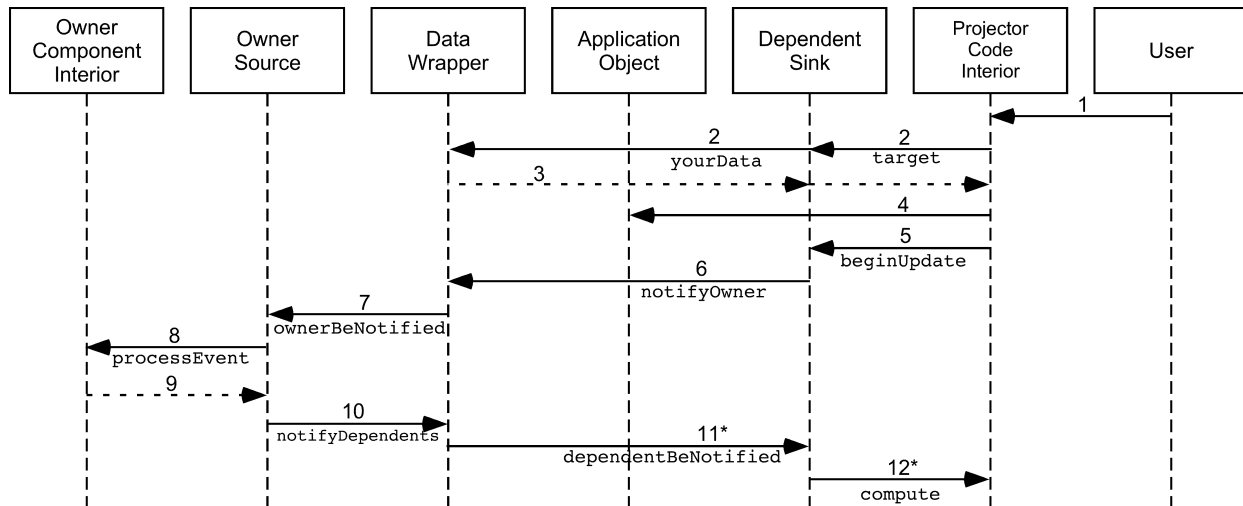 Owner
Component
Interior
Owner
Source
Data
Wrapper
Application
Object
Dependent
Sink
Projector
Code
Interior
User
1
2
yourData
2
target
3
4
5
beginUpdate
6
notifyOwner
7
ownerBeNotified
8
processEvent
9
10
notifyDependents
11*
dependentBeNotified
12*
compute